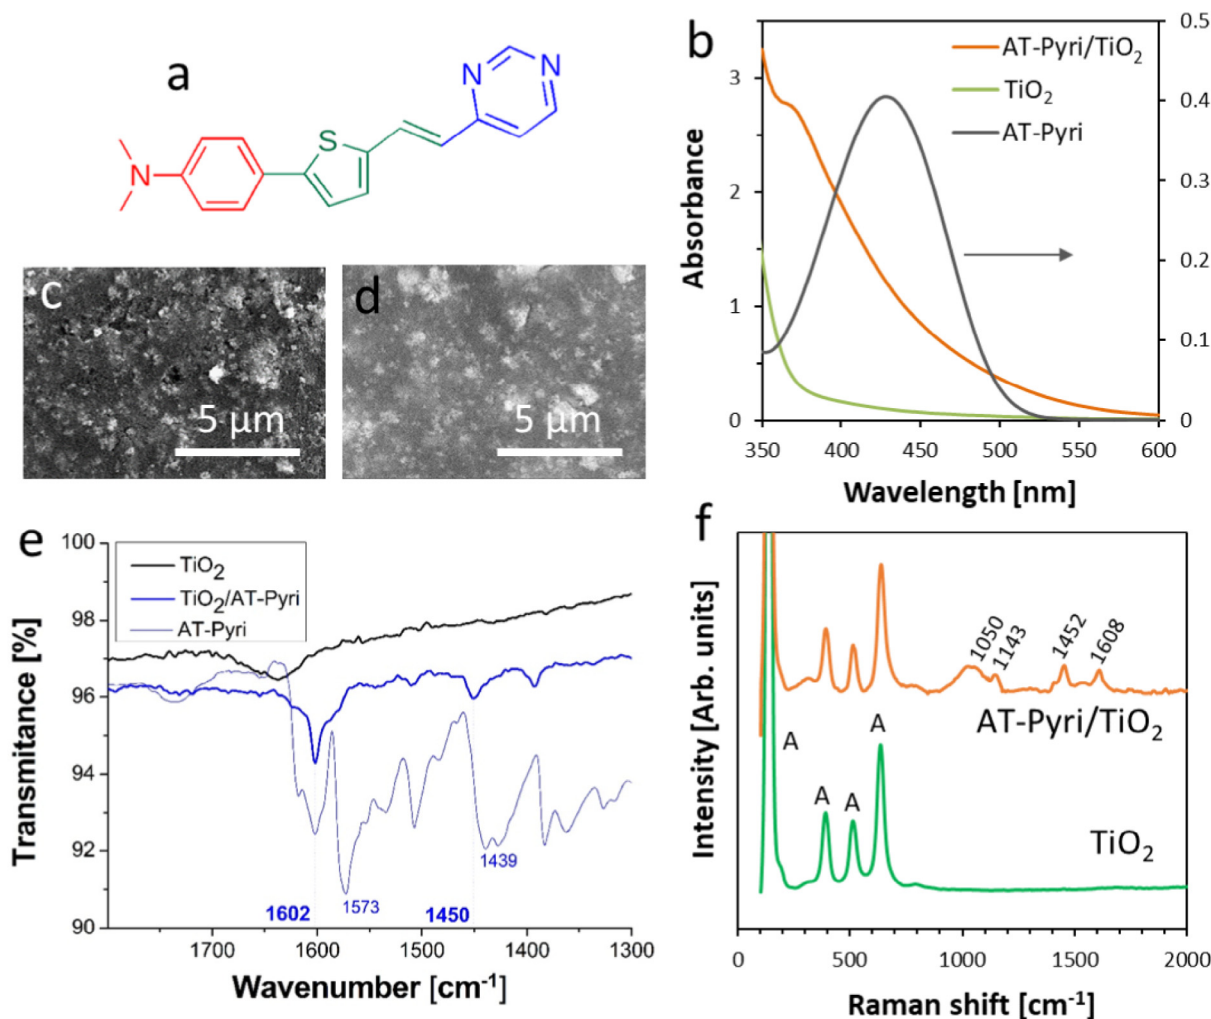 a
N
S
N
N
b
AT-Pyri/TiO2
TiO2
AT-Pyri
Absorbance
3
2
1
0
0.5
0.4
0.3
0.2
0.1
0
350
400
450
500
550
600
Wavelength [nm]
c
5 µm
d
5 µm
e
TiO2
TiO2/AT-Pyri
AT-Pyri
Transmitance [%]
100
98
96
94
92
90
1602
1573
1450
1439
1700
1600
1500
1400
1300
Wavenumber [cm-1]
f
Intensity [Arb. units]
1050
1143
1452
1608
AT-Pyri/TiO2
A
A
A
A
TiO2
0
500
1000
1500
2000
Raman shift [cm-1]